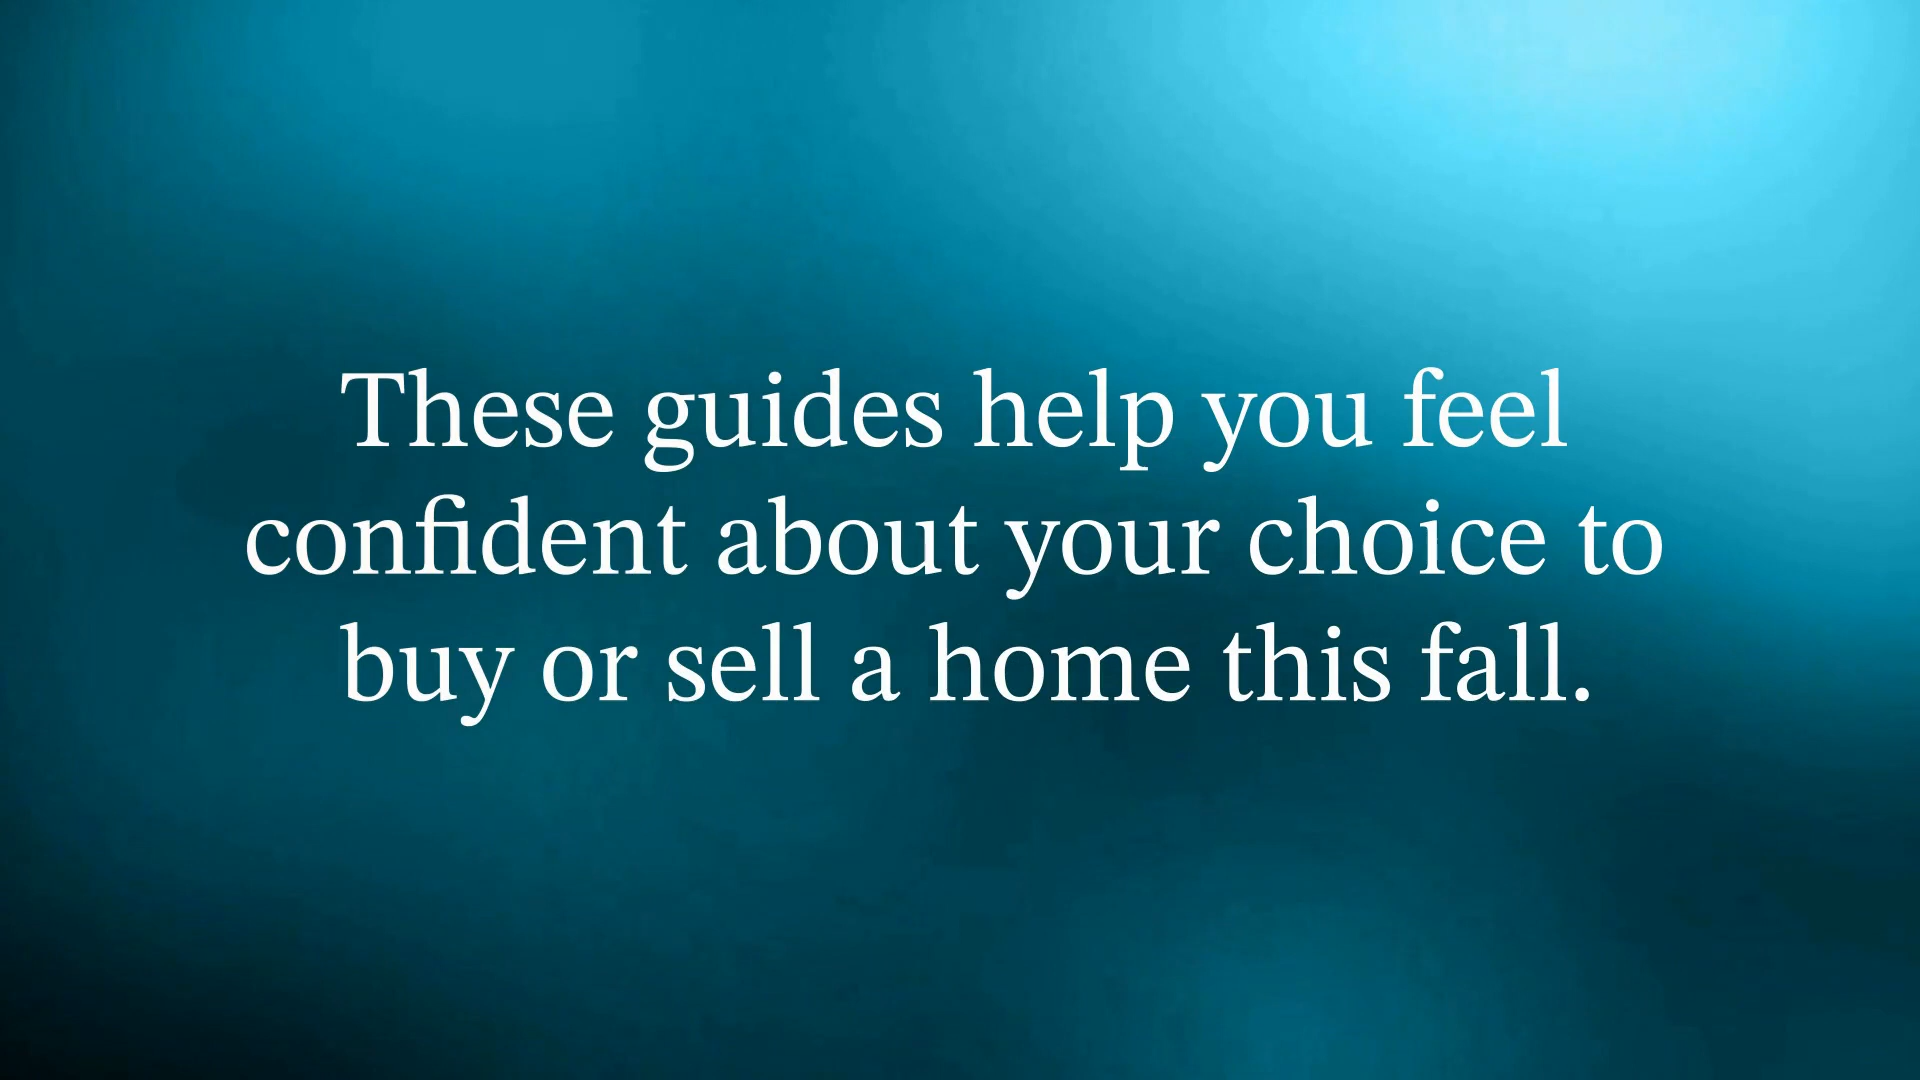 These guides help you feel
confident about your choice to
buy or sell a home this fall.